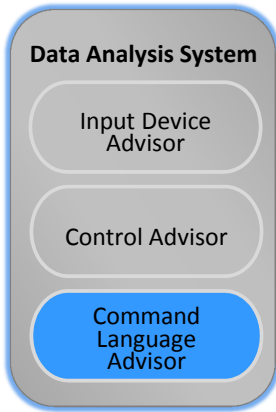 Data Analysis System
Input Device
Advisor
Control Advisor
Command
Language
Advisor